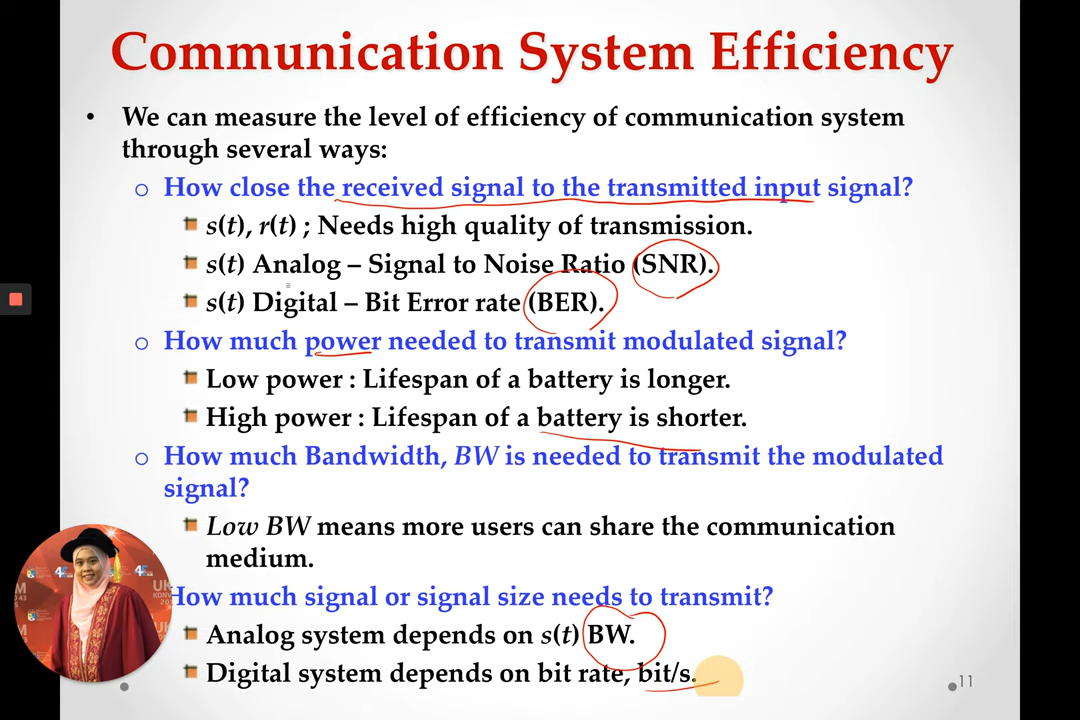 Communication System Efficiency
• We can measure the level of efficiency of communication system
through several ways:
o How close the received signal to the transmitted input signal?
s(t), r(t) ; Needs high quality of transmission.
s(t) Analog – Signal to Noise Ratio (SNR).
s(t) Digital – Bit Error rate (BER).
o How much power needed to transmit modulated signal?
Low power : Lifespan of a battery is longer.
High power : Lifespan of a battery is shorter.
o How much Bandwidth, BW is needed to transmit the modulated
signal?
Low BW means more users can share the communication
medium.
How much signal or signal size needs to transmit?
Analog system depends on s(t) BW.
Digital system depends on bit rate, bit/s.
11